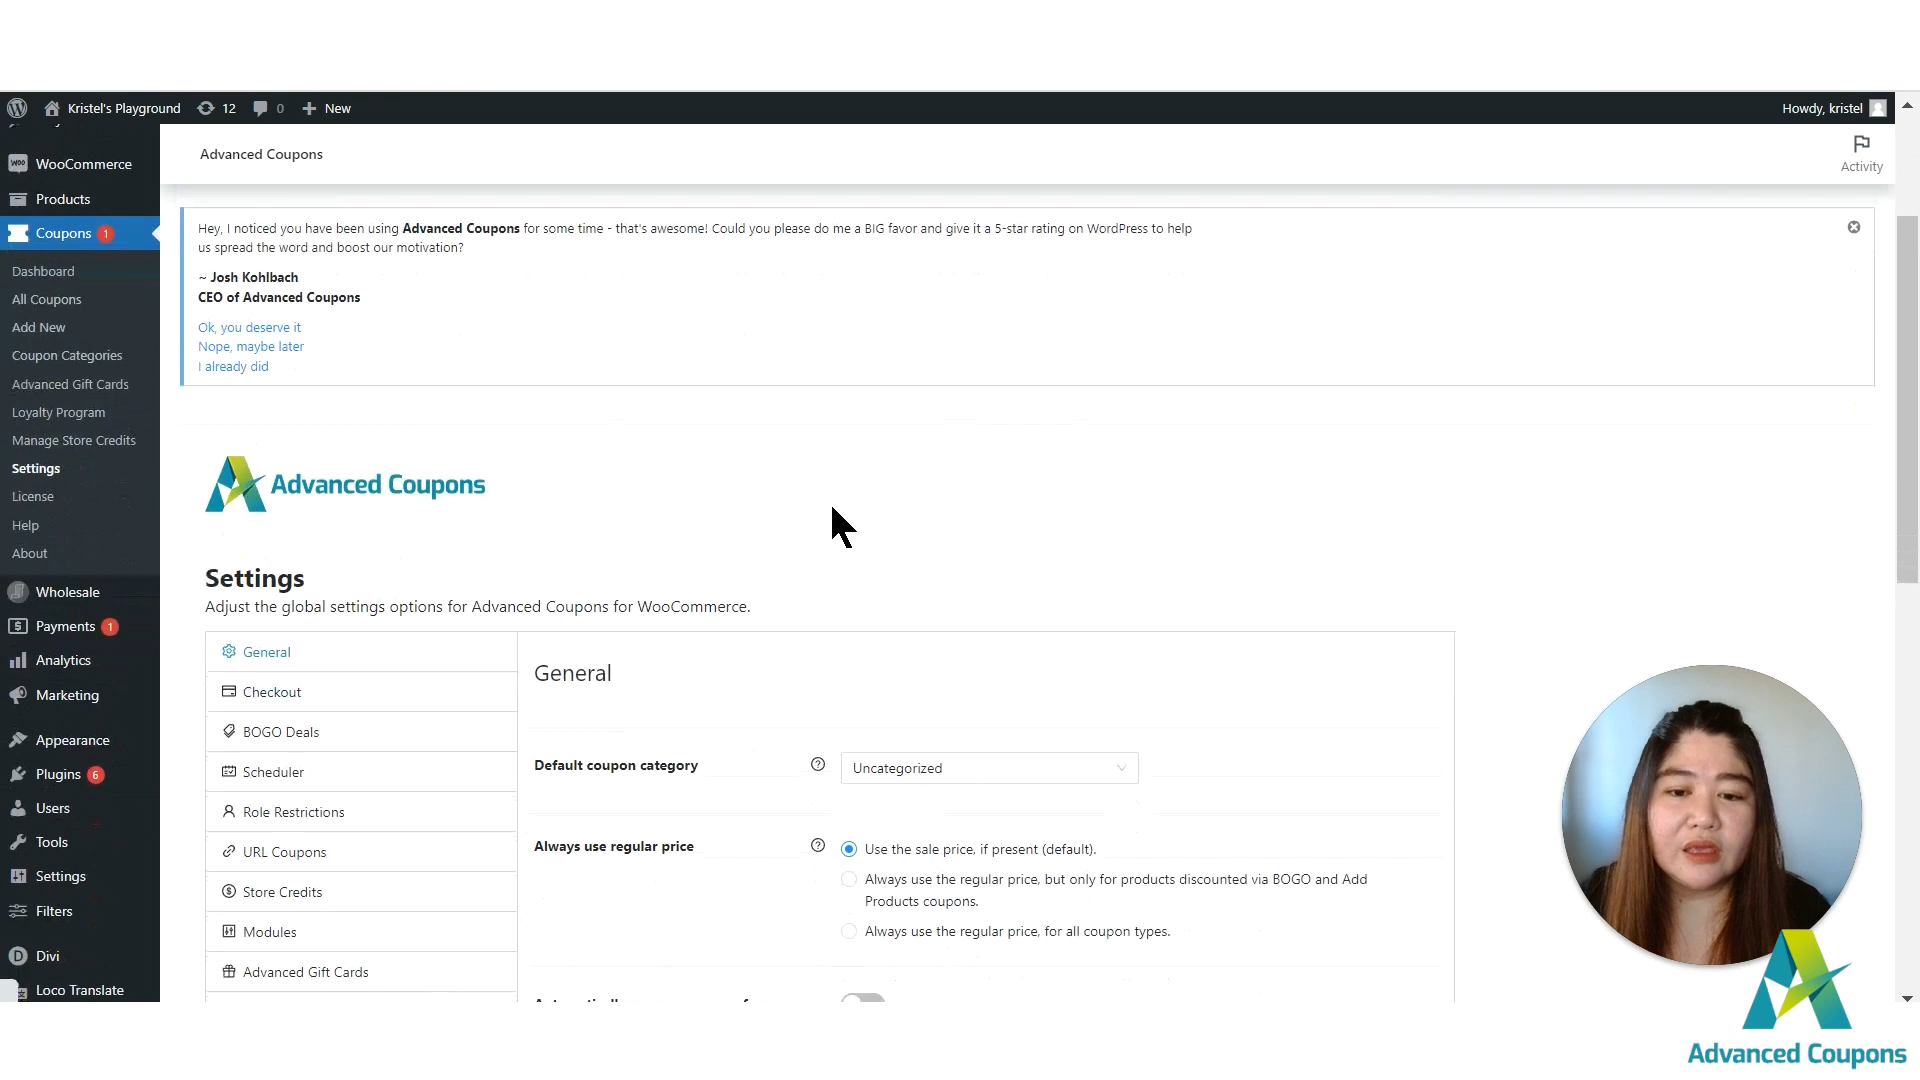 Kristel's Playground
12
0
New
Howdy, kristel
WooCommerce
Products
Coupons 1
Dashboard
All Coupons
Add New
Coupon Categories
Advanced Gift Cards
Loyalty Program
Manage Store Credits
Settings
License
Help
About
Wholesale
Payments 1
Analytics
Marketing
Appearance
Plugins 6
Users
Tools
Settings
Filters
Divi
Loco Translate
Advanced Coupons
Activity
Hey, I noticed you have been using Advanced Coupons for some time - that's awesome! Could you please do me a BIG favor and give it a 5-star rating on WordPress to help
us spread the word and boost our motivation?
~ Josh Kohlbach
CEO of Advanced Coupons
Ok, you deserve it
Nope, maybe later
I already did
Advanced Coupons
Settings
Adjust the global settings options for Advanced Coupons for WooCommerce.
General
Checkout
BOGO Deals
Scheduler
Role Restrictions
URL Coupons
Store Credits
Modules
Advanced Gift Cards
General
Default coupon category
Uncategorized
Always use regular price
Use the sale price, if present (default).
Always use the regular price, but only for products discounted via BOGO and Add
Products coupons.
Always use the regular price, for all coupon types.
Advanced Coupons